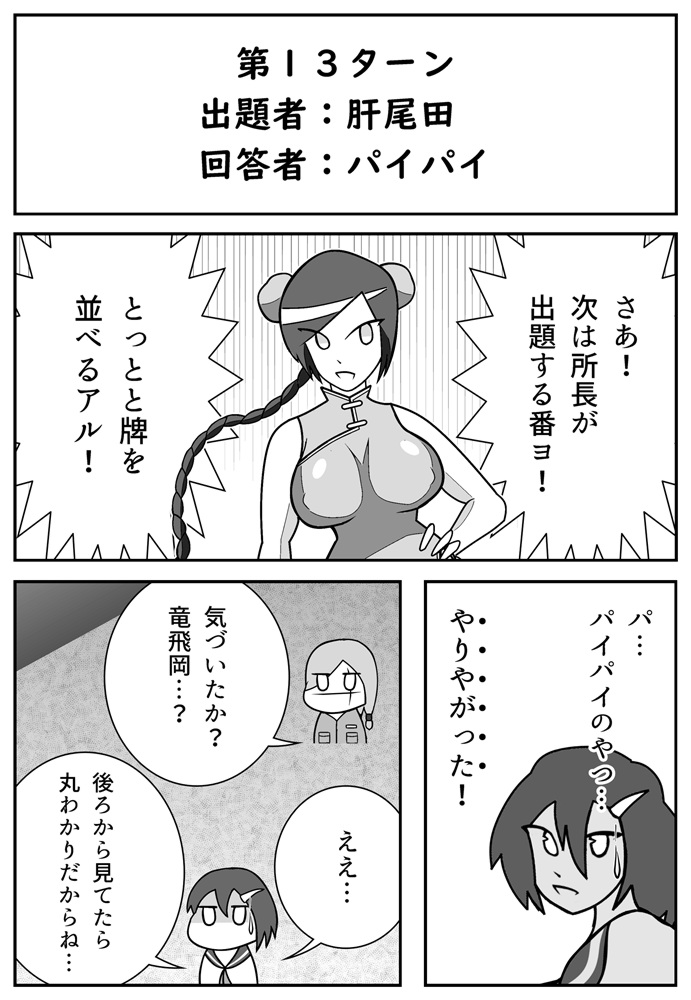 第１３ターン
出題者：肝尾田
回答者：パイパイ
さあ！
次は所長が
出題する番ョ！
とっとと牌を
並べるアル！
パ…
パイパイのやつ…
やりやがった！
気づいたか？
竜飛岡…？
ええ…
後ろから見てたら
丸わかりだからね…